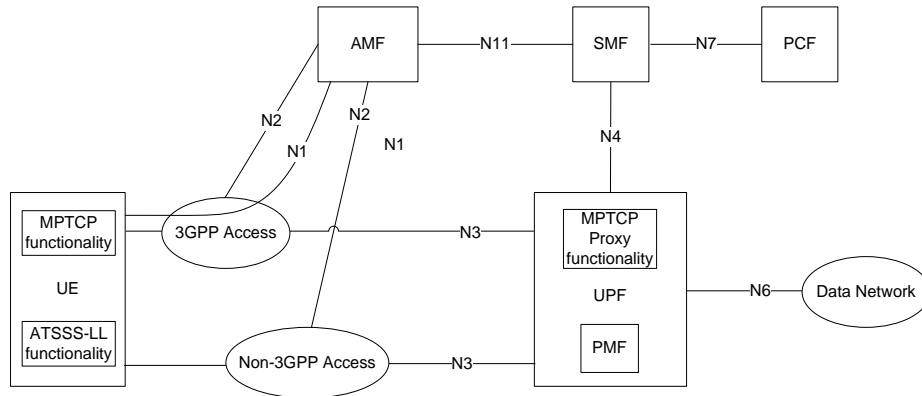 AMF
N11
SMF
N7
PCF
N2
N2
N1
N1
N4
MPTCP
functionality
3GPP Access
N3
MPTCP
Proxy
functionality
UE
UPF
N6
Data Network
ATSSS-LL
functionality
Non-3GPP Access
N3
PMF